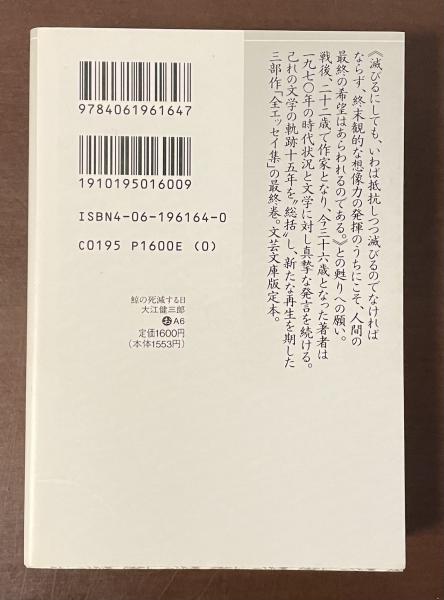 《滅びるにしても、いわば抵抗しつつ滅びるのでなければ
ならず、終末観的な想像力の発揮のうちにこそ、人間の
最終の希望はあらわれるのである。》との甦りへの願い。
戦後、二十二歳で作家となり、今三十六歳となった著者は
一九七〇年の時代状況と文学に対し真摯な発言を続ける。
己れの文学の軌跡十五年を〝総括〟し、新たな再生を期した
三部作「全エッセイ集」の最終巻。文芸文庫版定本。
9784061961647
1910195016009
ISBN4-06-196164-0
C0195 P1600E (0)
鯨の死滅する日
大江健三郎
おA6
定価1600円
(本体1553円)